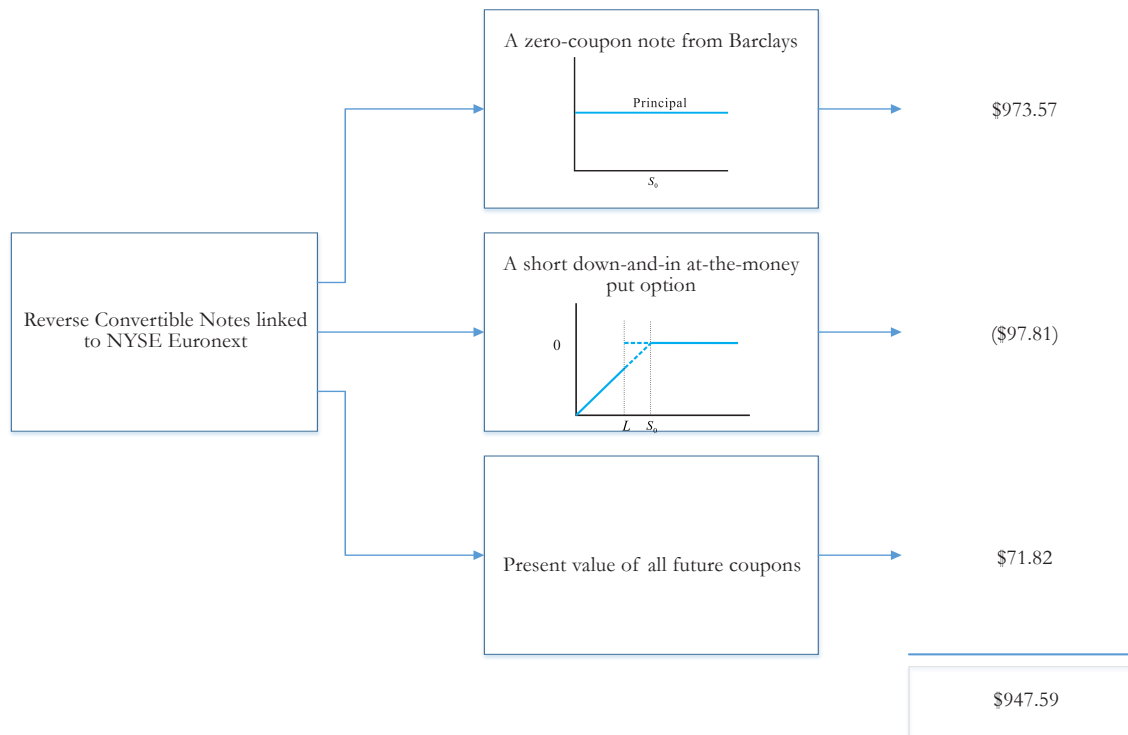 A zero-coupon note from Barclays
Principal
S₀
$973.57
Reverse Convertible Notes linked
to NYSE Euronext
A short down-and-in at-the-money
put option
0
L S₀
($97.81)
Present value of all future coupons
$71.82
$947.59